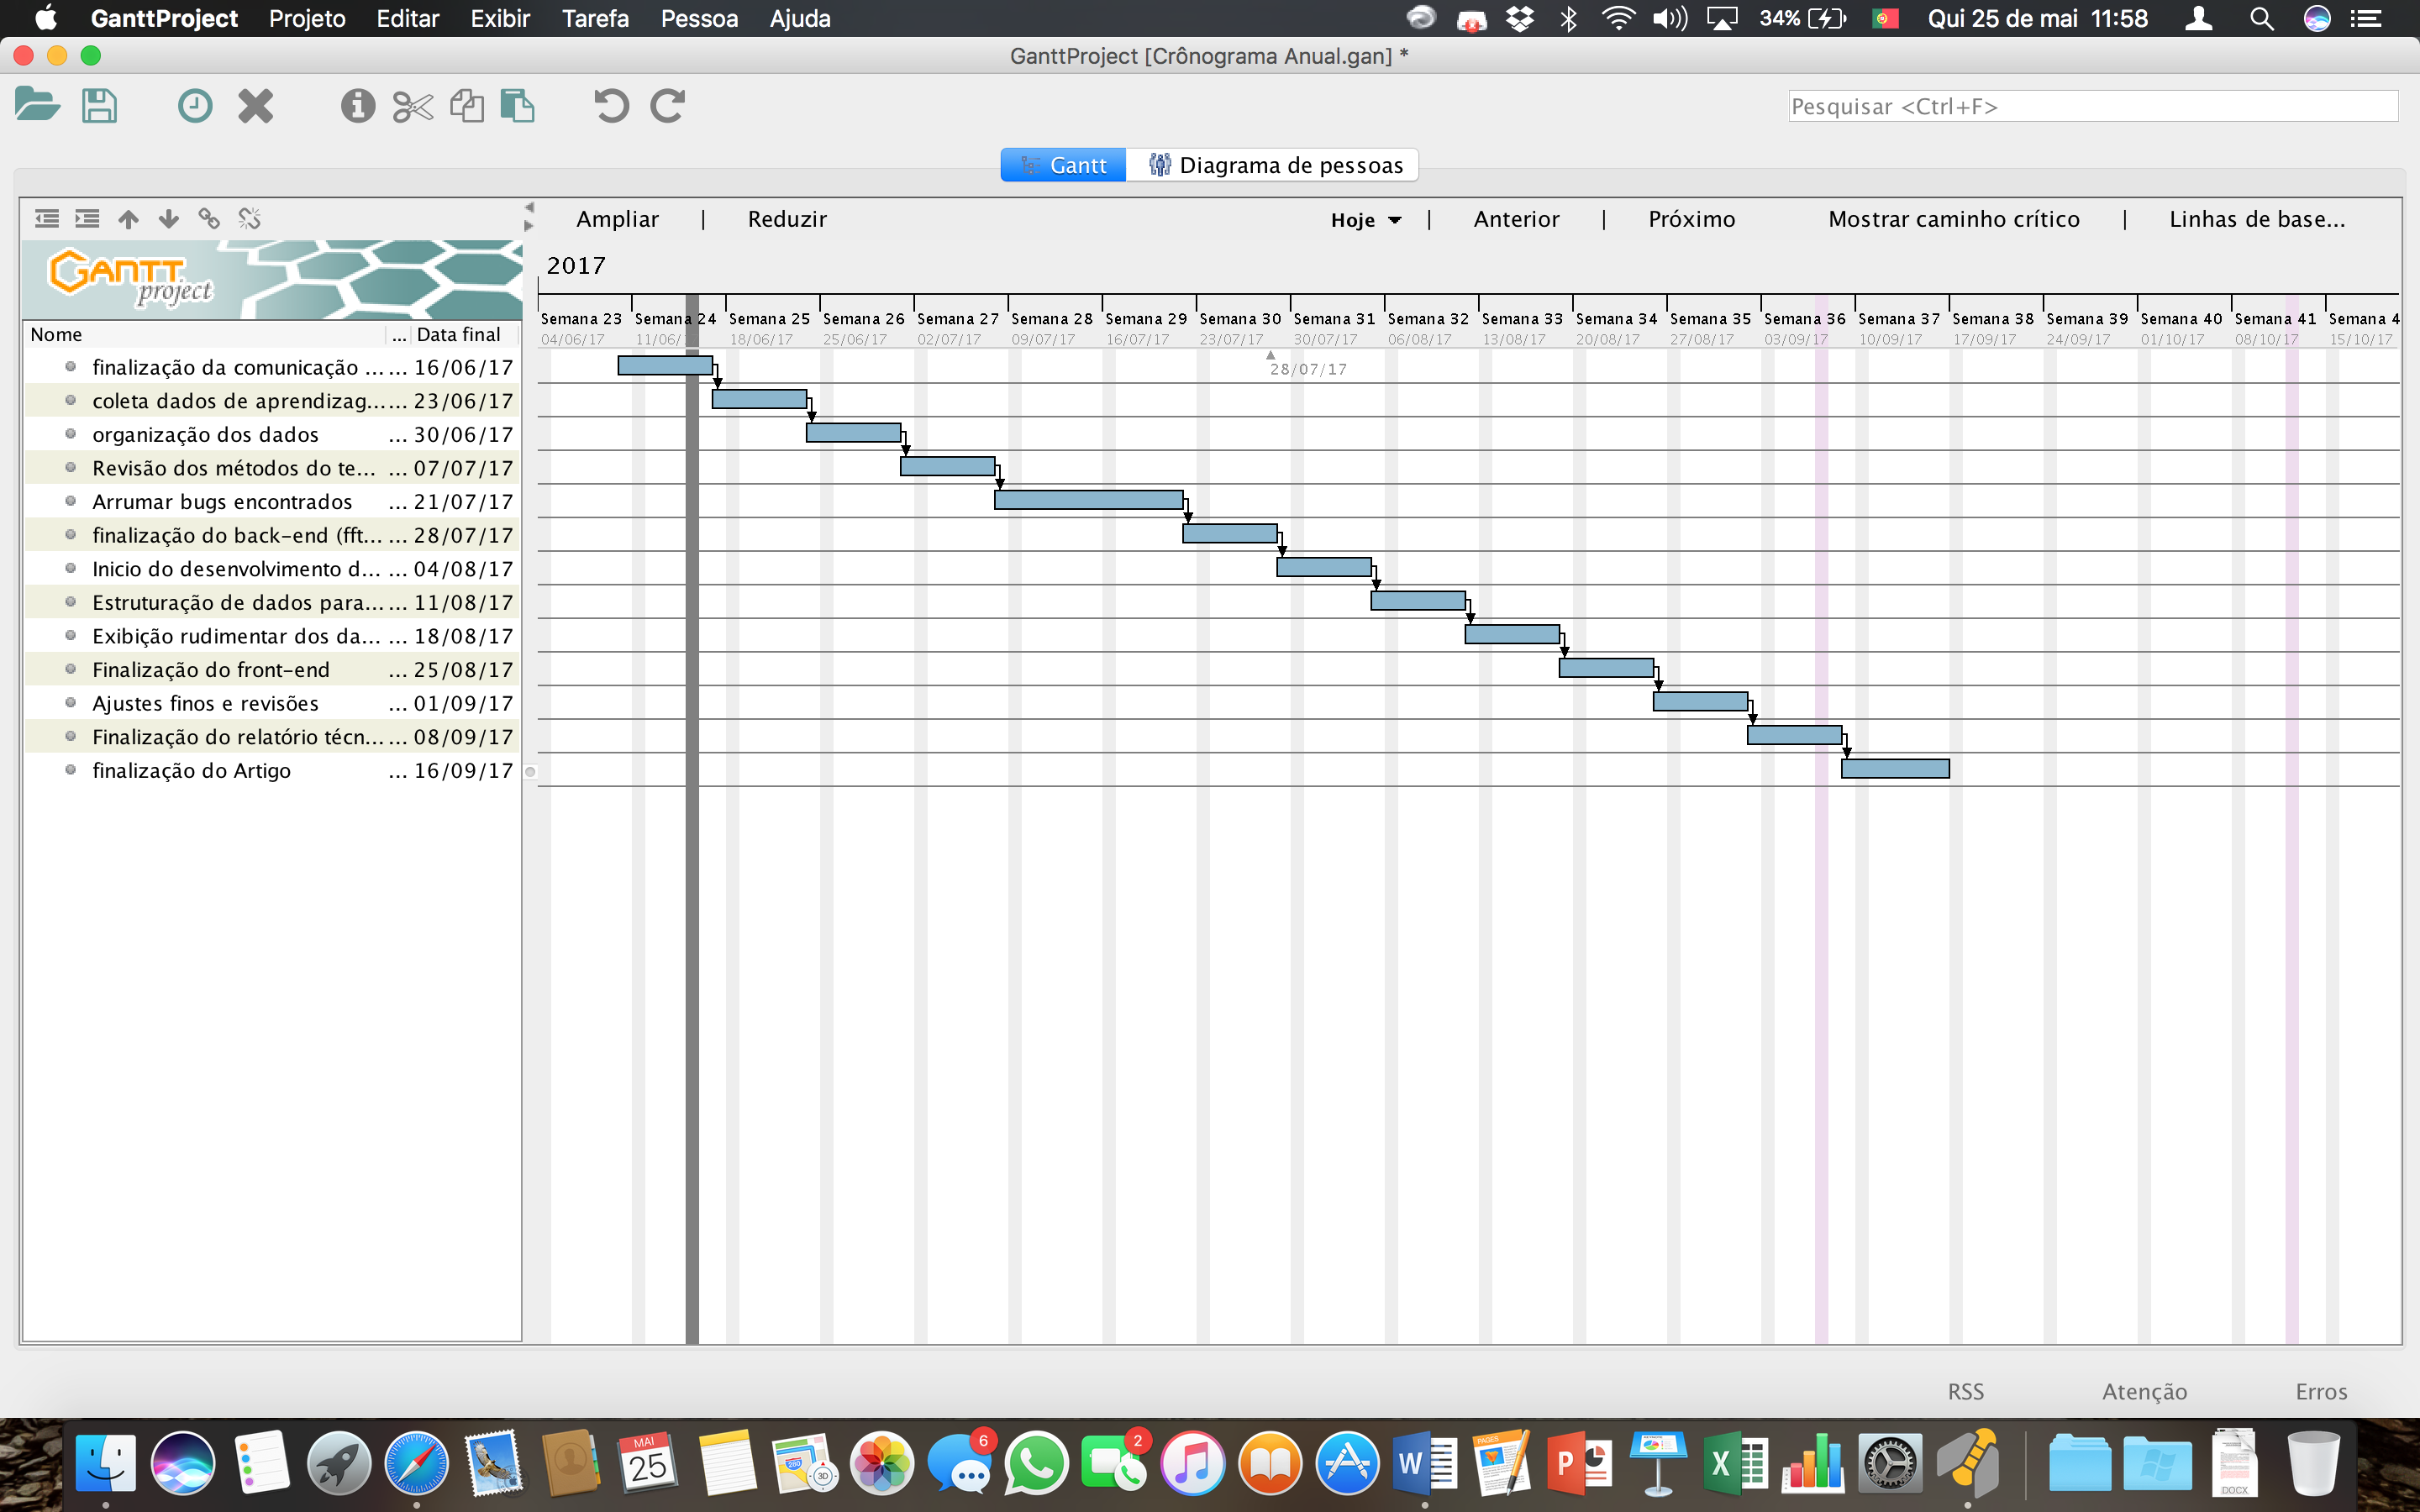 GanttProject Projeto Editar Exibir Tarefa Pessoa Ajuda 34% Qui 25 de mai 11:58
GanttProject [Crônograma Anual.gan] *
Pesquisar <Ctrl+F>
Gantt Diagrama de pessoas
Ampliar | Reduzir Hoje | Anterior | Próximo Mostrar caminho crítico | Linhas de base...
GANTT project
2017
Semana 23 Semana 24 Semana 25 Semana 26 Semana 27 Semana 28 Semana 29 Semana 30 Semana 31 Semana 32 Semana 33 Semana 34 Semana 35 Semana 36 Semana 37 Semana 38 Semana 39 Semana 40 Semana 41 Semana 4
04/06/17 11/06/ 18/06/17 25/06/17 02/07/17 09/07/17 16/07/17 23/07/17 30/07/17 06/08/17 13/08/17 20/08/17 27/08/17 03/09/17 10/09/17 17/09/17 24/09/17 01/10/17 08/10/17 15/10/17
28/07/17
Nome ... Data final
finalização da comunicação ... ... 16/06/17
coleta dados de aprendizag... ... 23/06/17
organização dos dados ... 30/06/17
Revisão dos métodos do te... ... 07/07/17
Arrumar bugs encontrados ... 21/07/17
finalização do back-end (fft... ... 28/07/17
Inicio do desenvolvimento d... ... 04/08/17
Estruturação de dados para... ... 11/08/17
Exibição rudimentar dos da... ... 18/08/17
Finalização do front-end ... 25/08/17
Ajustes finos e revisões ... 01/09/17
Finalização do relatório técn... ... 08/09/17
finalização do Artigo ... 16/09/17
RSS Atenção Erros
MAI
25
280
3D
6
2
W
PAGES
P
X
DOCX